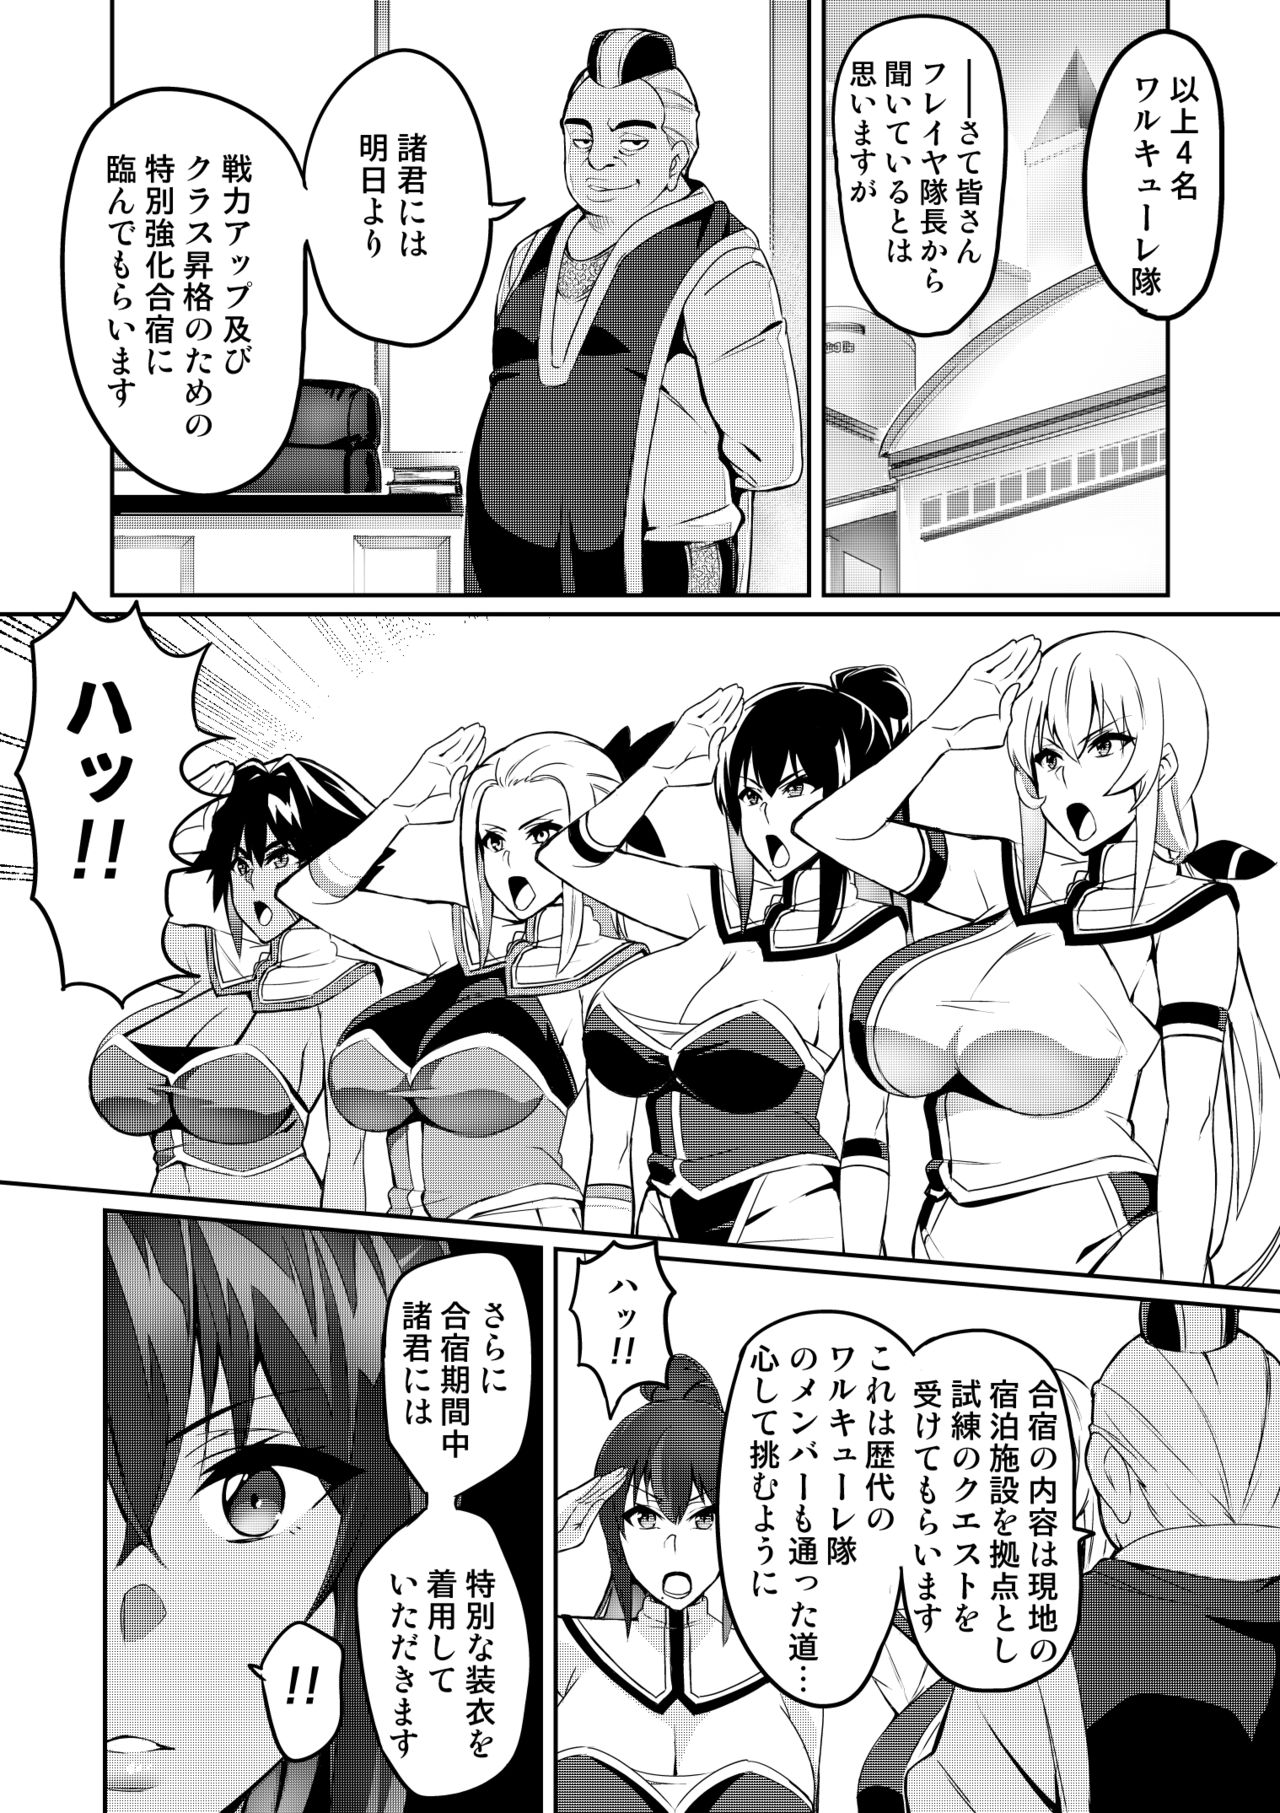 以上4名
ワルキューレ隊
──さて皆さん
フレイヤ隊長から
聞いているとは
思いますが
諸君には
明日より
戦力アップ及び
クラス昇格のための
特別強化合宿に
臨んでもらいます
ハッ!!
合宿の内容は現地の
宿泊施設を拠点とし
試練のクエストを
受けてもらいます
これは歴代の
ワルキューレ隊
のメンバーも通った道…
心して挑むように
ハッ!!
さらに
合宿期間中
諸君には
特別な装衣を
着用して
いただきます
!!